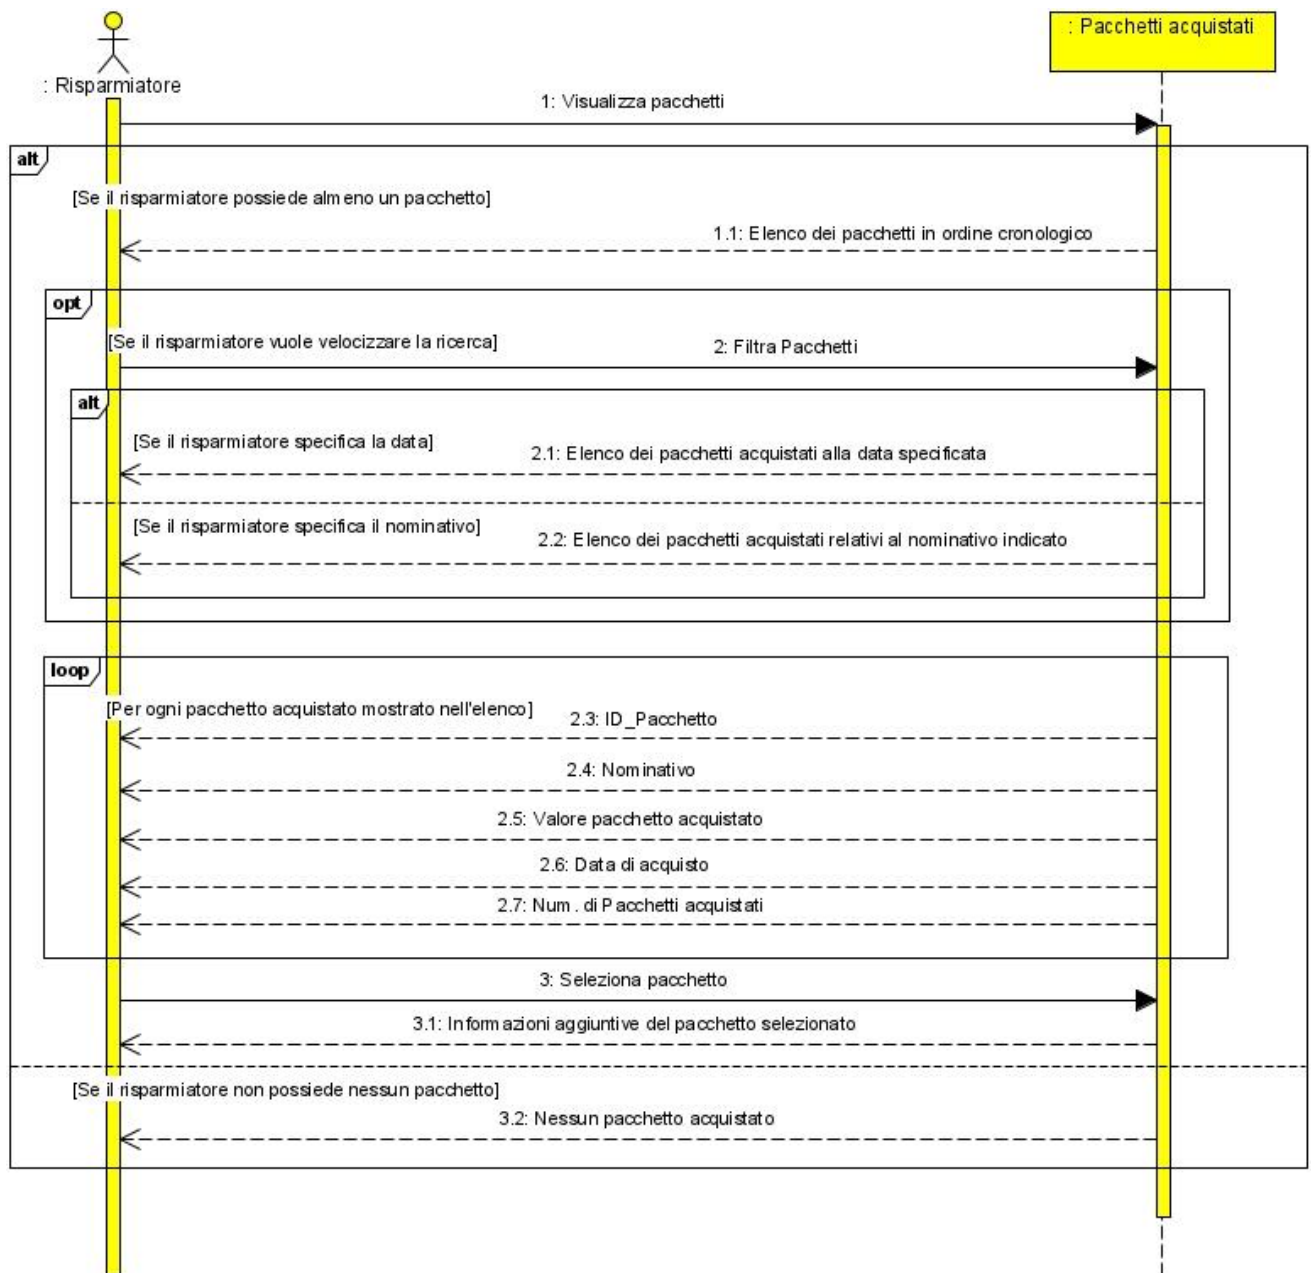 : Pacchetti acquistati
: Risparmiatore
1: Visualizza pacchetti
alt
[Se il risparmiatore possiede almeno un pacchetto]
1.1: Elenco dei pacchetti in ordine cronologico
opt
[Se il risparmiatore vuole velocizzare la ricerca]
2: Filtra Pacchetti
alt
[Se il risparmiatore specifica la data]
2.1: Elenco dei pacchetti acquistati alla data specificata
[Se il risparmiatore specifica il nominativo]
2.2: Elenco dei pacchetti acquistati relativi al nominativo indicato
loop
[Per ogni pacchetto acquistato mostrato nell'elenco]
2.3: ID_Pacchetto
2.4: Nominativo
2.5: Valore pacchetto acquistato
2.6: Data di acquisto
2.7: Num. di Pacchetti acquistati
3: Seleziona pacchetto
3.1: Informazioni aggiuntive del pacchetto selezionato
[Se il risparmiatore non possiede nessun pacchetto]
3.2: Nessun pacchetto acquistato